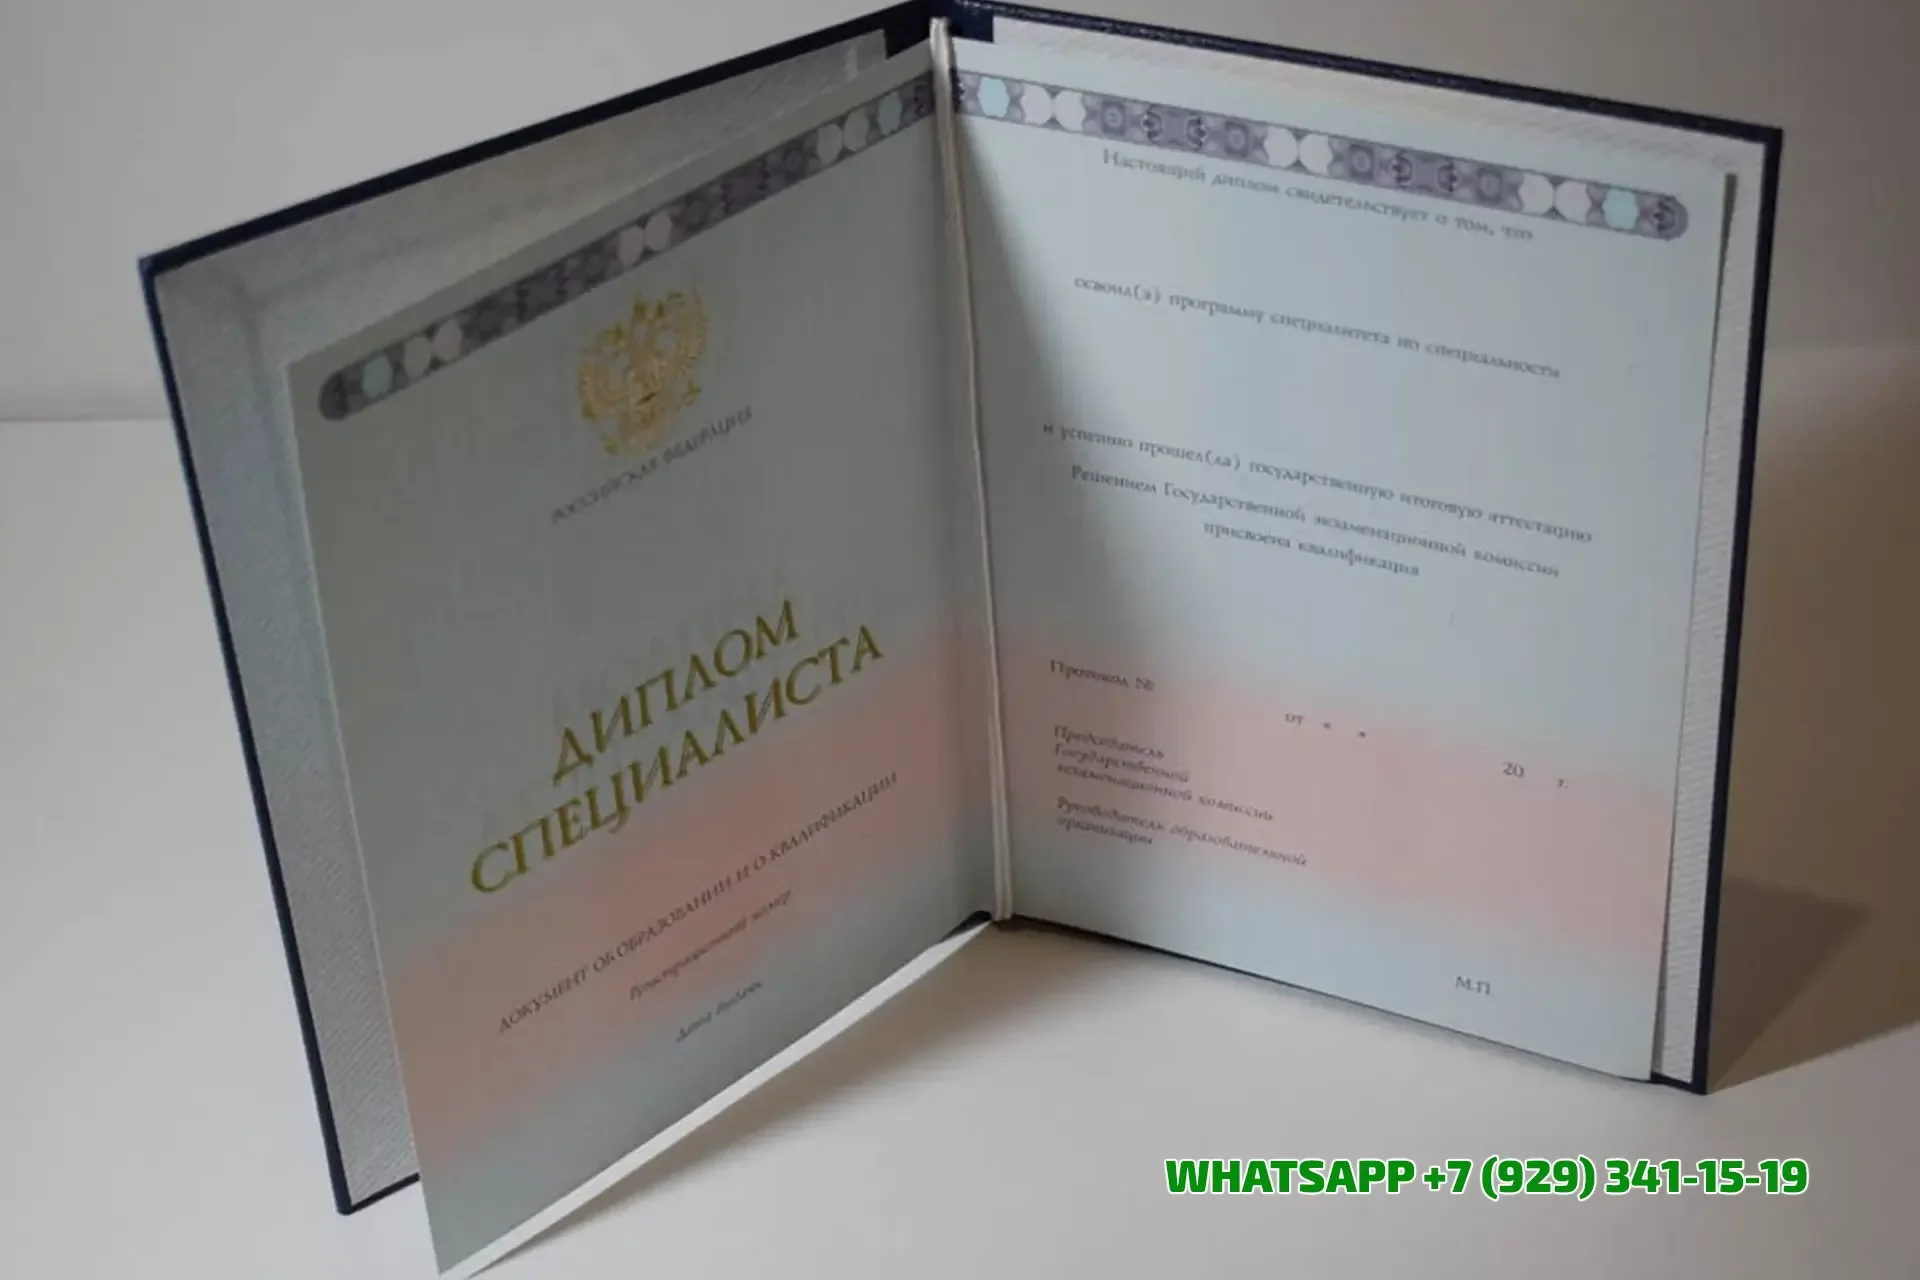 РОССИЙСКАЯ ФЕДЕРАЦИЯ
ДИПЛОМ
СПЕЦИАЛИСТА
ДОКУМЕНТ ОБ ОБРАЗОВАНИИ И О КВАЛИФИКАЦИИ
Регистрационный номер
Дата выдачи
Настоящий диплом свидетельствует о том, что
освоил(а) программу специалитета по специальности
и успешно прошел(ла) государственную итоговую аттестацию
Решением Государственной экзаменационной комиссии
присвоена квалификация
Протокол №
от « » 20 г.
Председатель
Государственной
экзаменационной комиссии
Руководитель образовательной
организации
М.П.
WHATSAPP +7 (929) 341-15-19